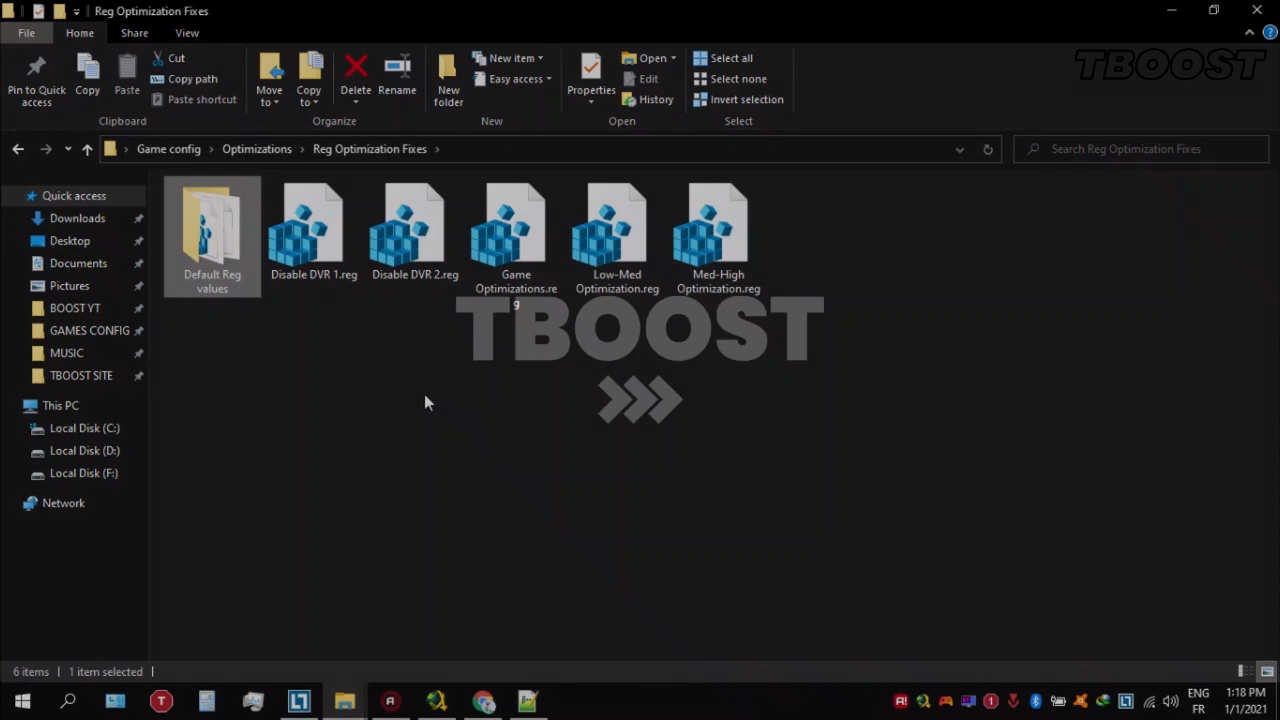 Reg Optimization Fixes
File Home Share View
TBOOST
Pin to Quick access
Copy
Paste
Cut
Copy path
Paste shortcut
Clipboard
Move to
Copy to
Delete
Rename
Organize
New folder
New item
Easy access
New
Properties
Open
Edit
History
Open
Select all
Select none
Invert selection
Select
Game config > Optimizations > Reg Optimization Fixes >
Search Reg Optimization Fixes
Quick access
Downloads
Desktop
Documents
Pictures
BOOST YT
GAMES CONFIG
MUSIC
TBOOST SITE
This PC
Local Disk (C:)
Local Disk (D:)
Local Disk (F:)
Network
Default Reg
values
Disable DVR 1.reg
Disable DVR 2.reg
Game
Optimizations.re
g
Low-Med
Optimization.reg
Med-High
Optimization.reg
TBOOST
6 items 1 item selected
ENG
FR
1:18 PM
1/1/2021